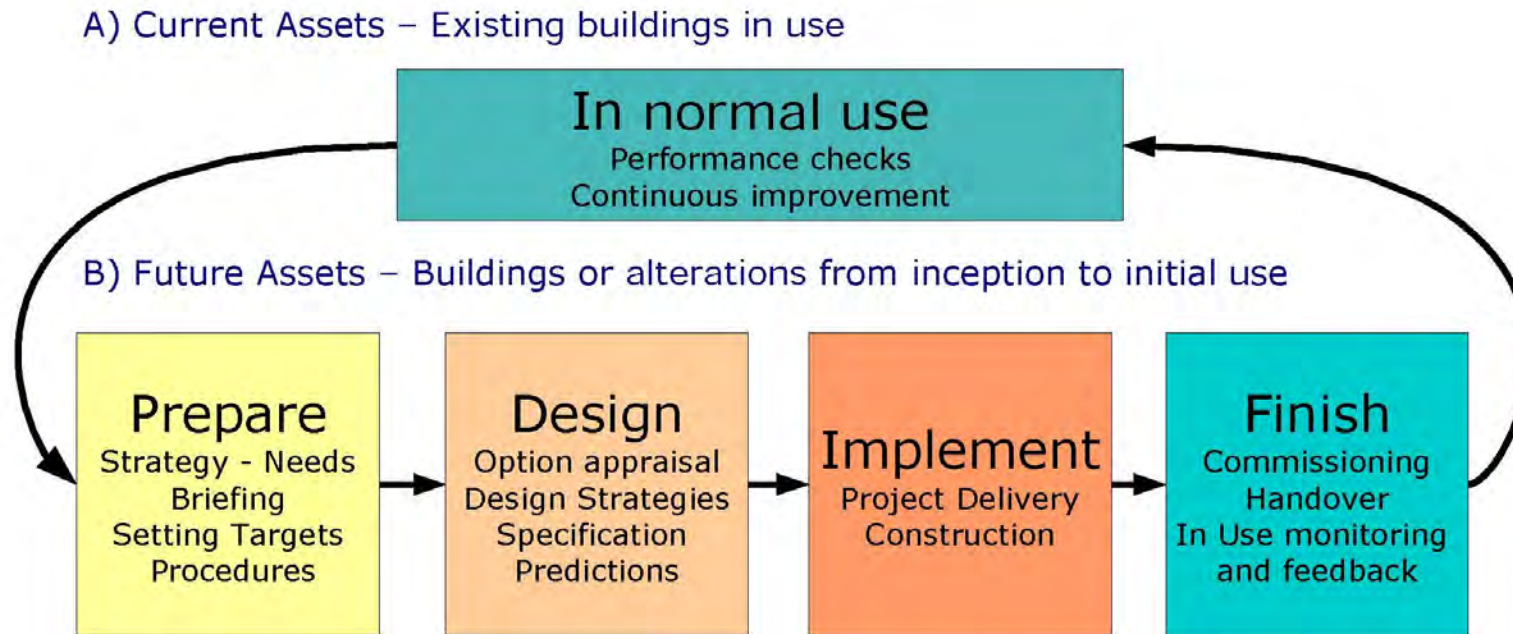 A) Current Assets – Existing buildings in use
In normal use
Performance checks
Continuous improvement
B) Future Assets – Buildings or alterations from inception to initial use
Prepare
Strategy - Needs
Briefing
Setting Targets
Procedures
Design
Option appraisal
Design Strategies
Specification
Predictions
Implement
Project Delivery
Construction
Finish
Commissioning
Handover
In Use monitoring
and feedback